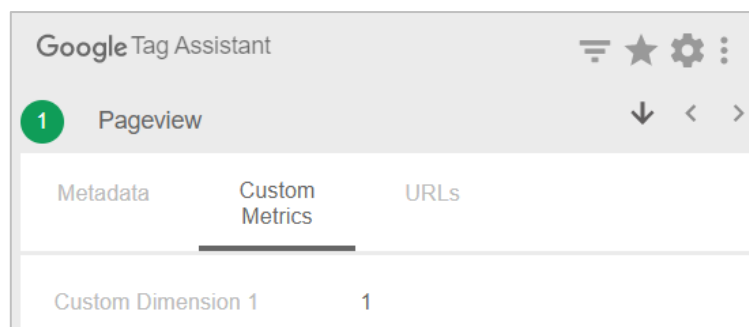 Google Tag Assistant
1 Pageview
Metadata Custom Metrics URLs
Custom Dimension 1 1